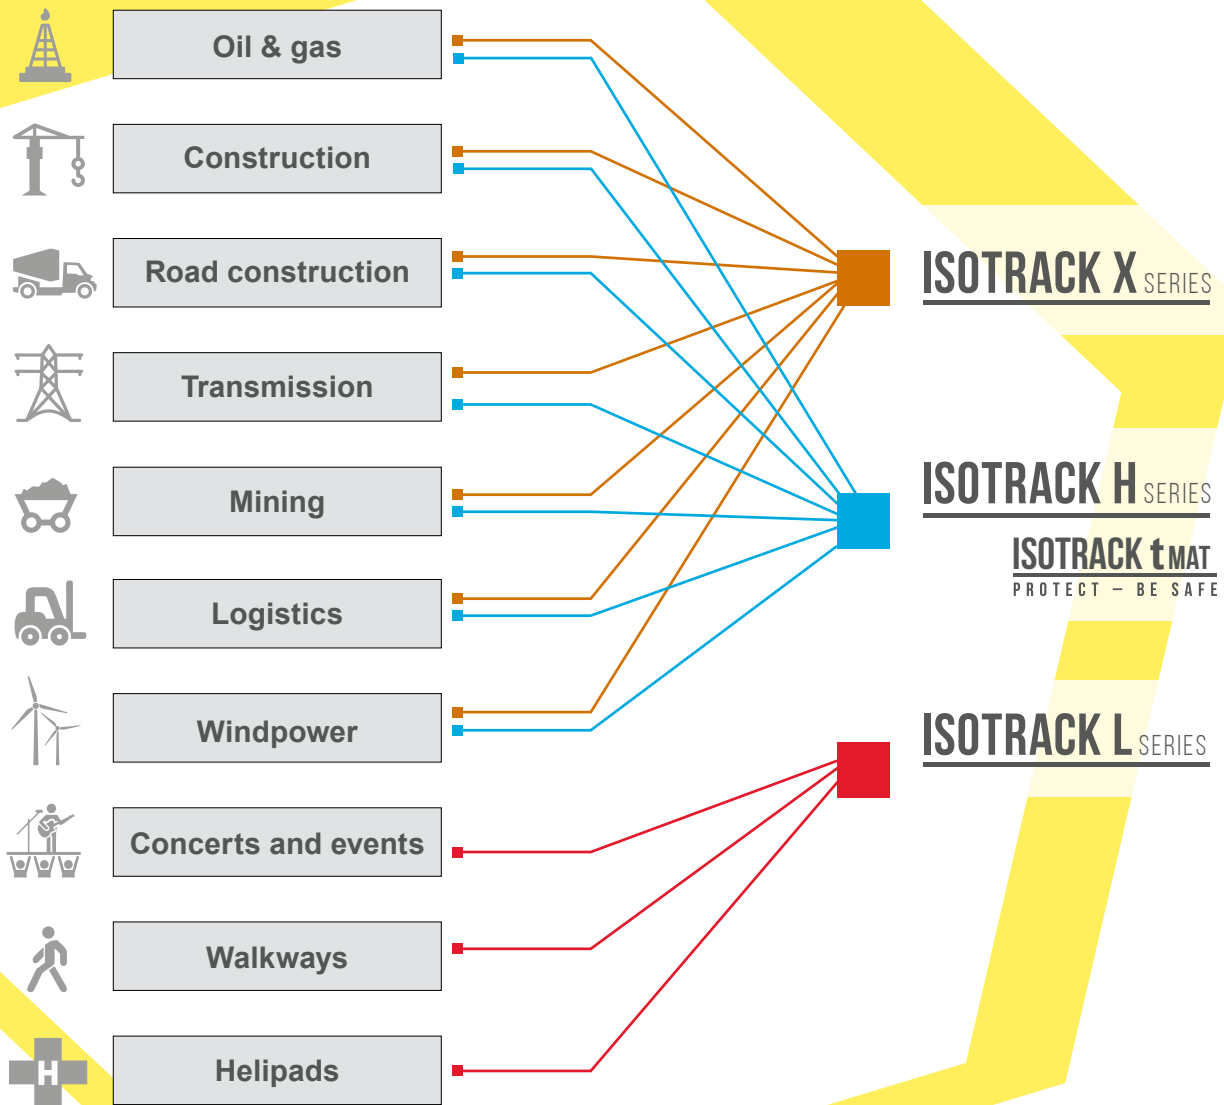 Oil & gas
Construction
Road construction
Transmission
Mining
Logistics
Windpower
Concerts and events
Walkways
H
Helipads
ISOTRACK X SERIES
ISOTRACK H SERIES
ISOTRACK t MAT
PROTECT – BE SAFE
ISOTRACK L SERIES